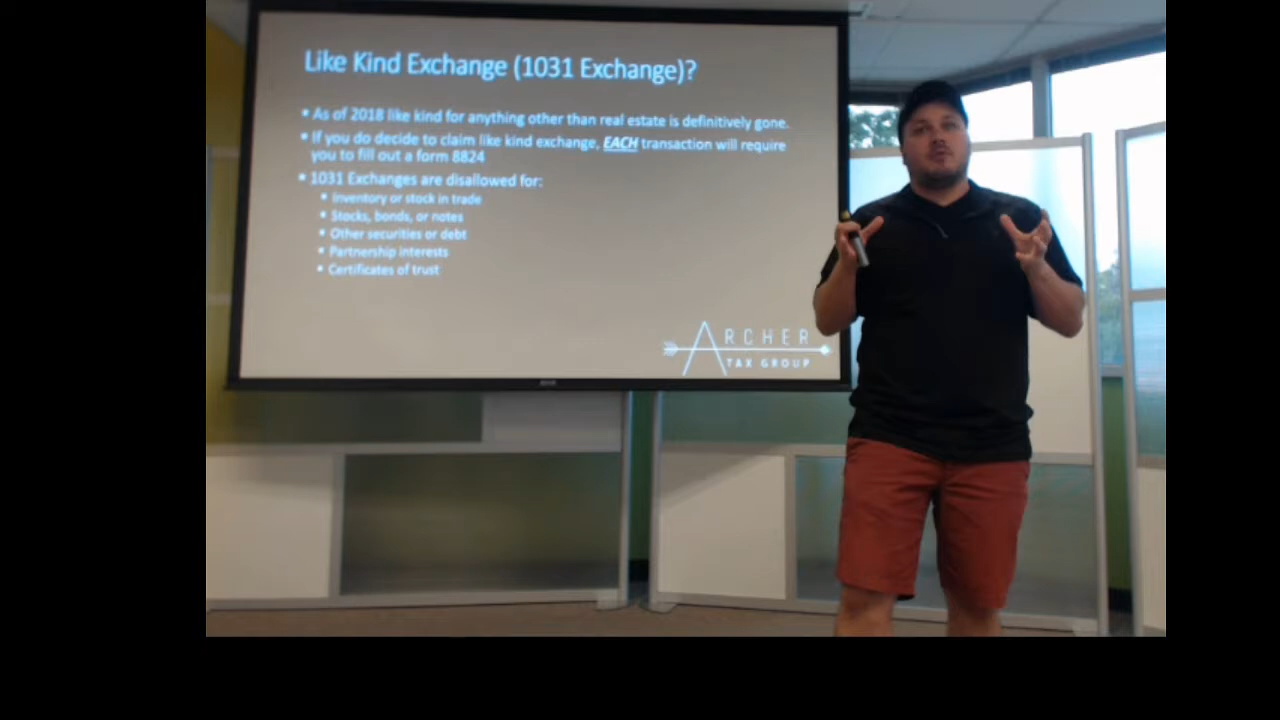 Like Kind Exchange (1031 Exchange)?
• As of 2018 like kind for anything other than real estate is definitively gone.
• If you do decide to claim like kind exchange, EACH transaction will require
you to fill out a form 8824
• 1031 Exchanges are disallowed for:
• Inventory or stock in trade
• Stocks, bonds, or notes
• Other securities or debt
• Partnership interests
• Certificates of trust
ARCHER
TAX GROUP